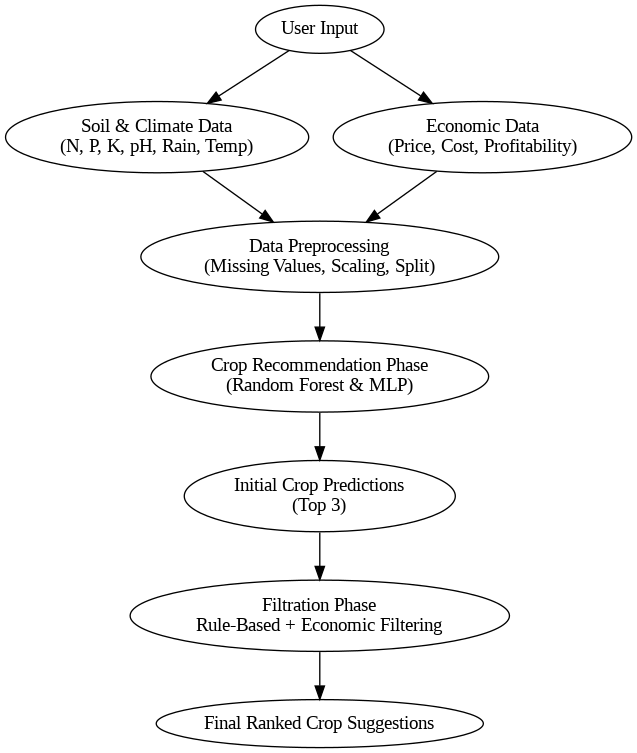 User Input
Soil & Climate Data
(N, P, K, pH, Rain, Temp)
Economic Data
(Price, Cost, Profitability)
Data Preprocessing
(Missing Values, Scaling, Split)
Crop Recommendation Phase
(Random Forest & MLP)
Initial Crop Predictions
(Top 3)
Filtration Phase
Rule-Based + Economic Filtering
Final Ranked Crop Suggestions